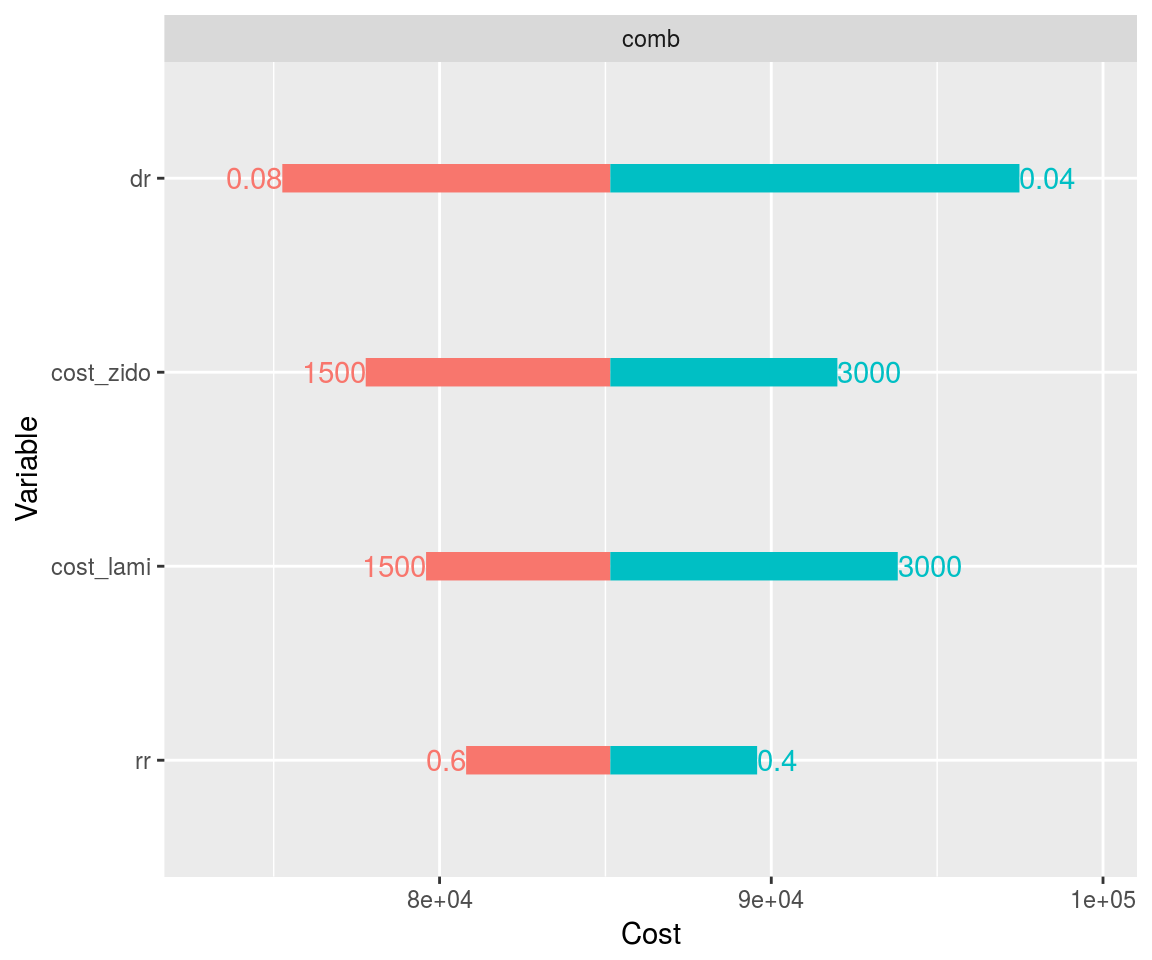 comb
dr
0.08
0.04
cost_zido
1500
3000
cost_lami
1500
3000
rr
0.6
0.4
Variable
8e+04
9e+04
1e+05
Cost